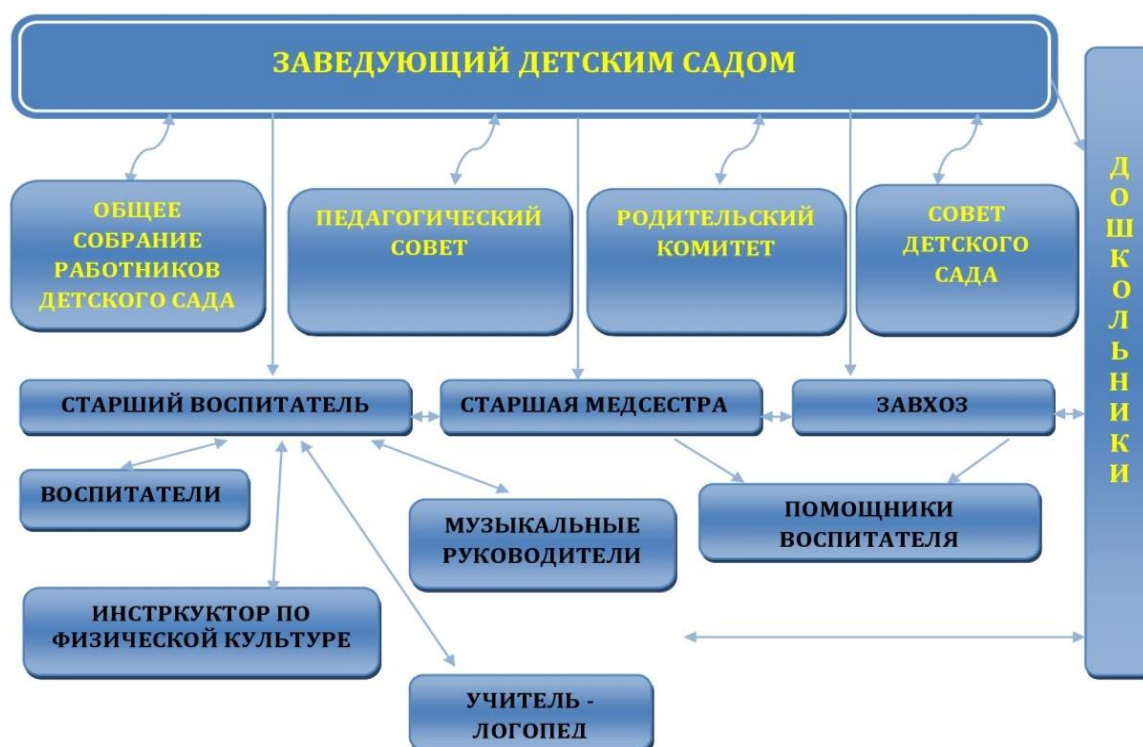 ЗАВЕДУЮЩИЙ ДЕТСКИМ САДОМ
ОБЩЕЕ
СОБРАНИЕ
РАБОТНИКОВ
ДЕТСКОГО САДА
ПЕДАГОГИЧЕСКИЙ
СОВЕТ
РОДИТЕЛЬСКИЙ
КОМИТЕТ
СОВЕТ
ДЕТСКОГО
САДА
ДОШКОЛЬНИКИ
СТАРШИЙ ВОСПИТАТЕЛЬ
СТАРШАЯ МЕДСЕСТРА
ЗАВХОЗ
ВОСПИТАТЕЛИ
МУЗЫКАЛЬНЫЕ
РУКОВОДИТЕЛИ
ПОМОЩНИКИ
ВОСПИТАТЕЛЯ
ИНСТРКУКТОР ПО
ФИЗИЧЕСКОЙ КУЛЬТУРЕ
УЧИТЕЛЬ -
ЛОГОПЕД